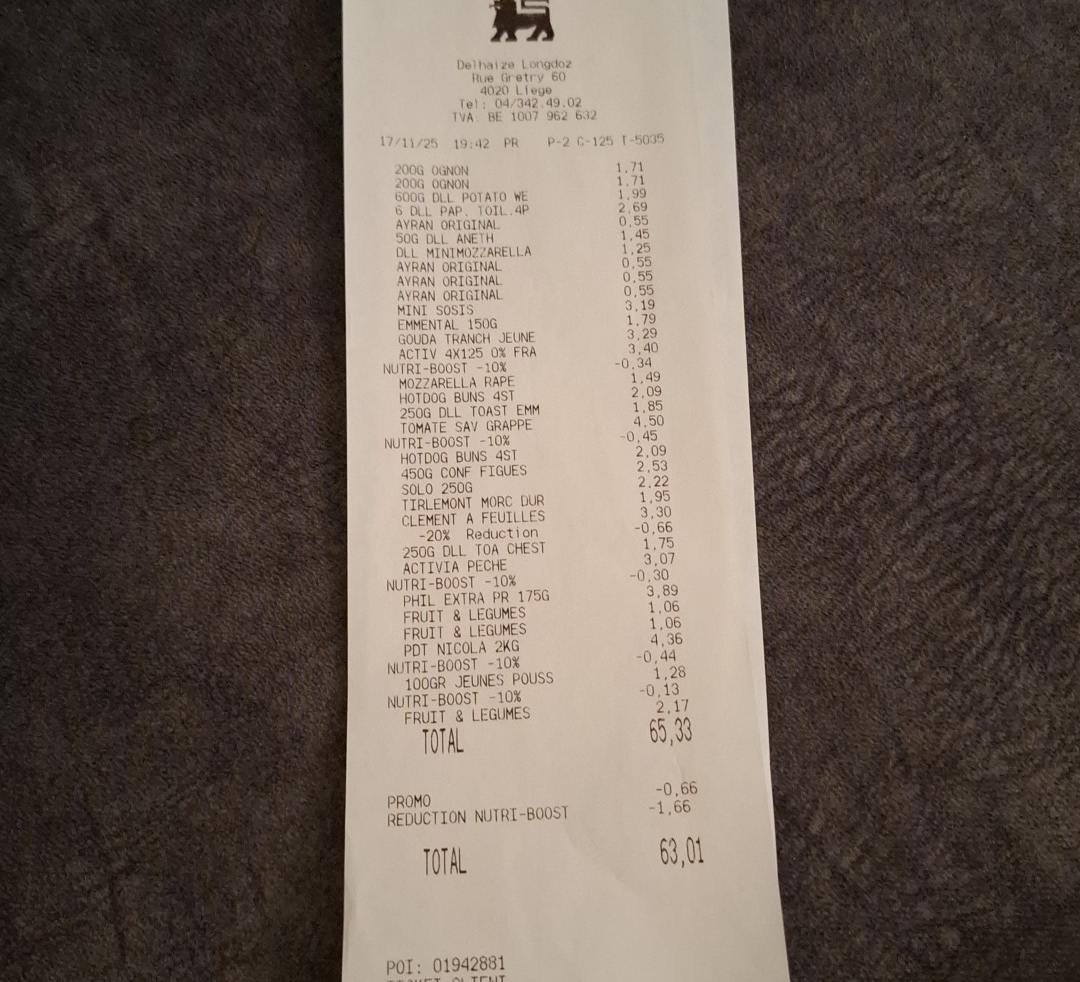 Delhaize Longdoz
Rue Gretry 60
4020 Liege
Tel: 04/342.49.02
TVA: BE 1007 962 632
17/11/25 19:42 PR P-2 C-125 T-5035
200G OGNON 1,71
200G OGNON 1,71
600G DLL POTATO WE 1,99
6 DLL PAP. TOIL.4P 2,69
AYRAN ORIGINAL 0,55
50G DLL ANETH 1,45
DLL MINIMOZZARELLA 1,25
AYRAN ORIGINAL 0,55
AYRAN ORIGINAL 0,55
AYRAN ORIGINAL 0,55
MINI SOSIS 3,19
EMMENTAL 150G 1,79
GOUDA TRANCH JEUNE 3,29
ACTIV 4X125 0% FRA 3,40
NUTRI-BOOST -10% -0,34
MOZZARELLA RAPE 1,49
HOTDOG BUNS 4ST 2,09
250G DLL TOAST EMM 1,85
TOMATE SAV GRAPPE 4,50
NUTRI-BOOST -10% -0,45
HOTDOG BUNS 4ST 2,09
450G CONF FIGUES 2,53
SOLO 250G 2,22
TIRLEMONT MORC DUR 1,95
CLEMENT A FEUILLES 3,30
-20% Reduction -0,66
250G DLL TOA CHEST 1,75
ACTIVIA PECHE 3,07
NUTRI-BOOST -10% -0,30
PHIL EXTRA PR 175G 3,89
FRUIT & LEGUMES 1,06
FRUIT & LEGUMES 1,06
PDT NICOLA 2KG 4,36
NUTRI-BOOST -10% -0,44
100GR JEUNES POUSS 1,28
NUTRI-BOOST -10% -0,13
FRUIT & LEGUMES 2,17
TOTAL 65,33
PROMO -0,66
REDUCTION NUTRI-BOOST -1,66
TOTAL 63,01
POI: 01942881